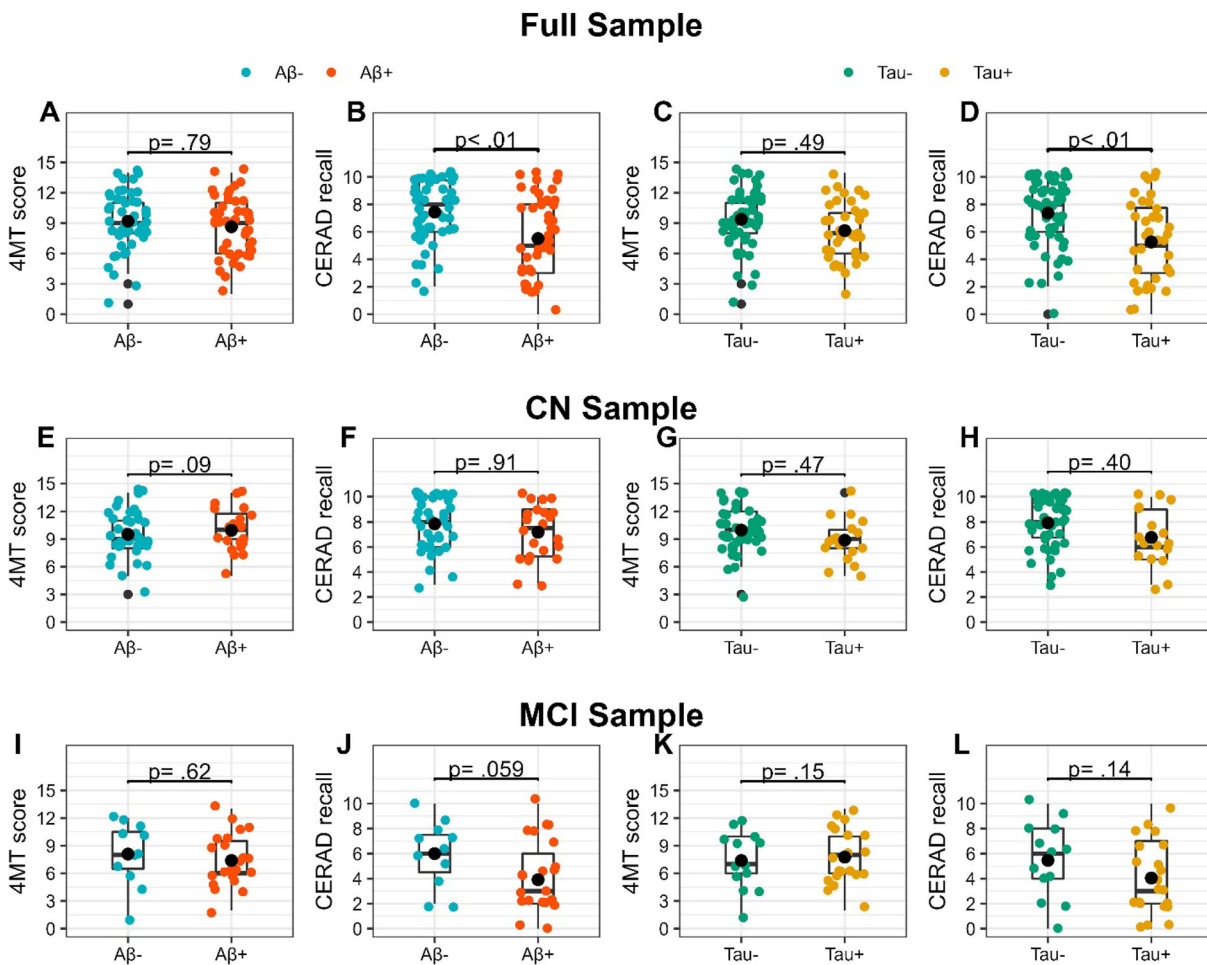 Full Sample
Aβ- Aβ+ Tau- Tau+
A B C D
p= .79 p< .01 p= .49 p< .01
4MT score CERAD recall 4MT score CERAD recall
15 12 9 6 3 0
10 8 6 4 2 0
15 12 9 6 3 0
10 8 6 4 2 0
Aβ- Aβ+ Aβ- Aβ+ Tau- Tau+ Tau- Tau+
CN Sample
E F G H
p= .09 p= .91 p= .47 p= .40
4MT score CERAD recall 4MT score CERAD recall
15 12 9 6 3 0
10 8 6 4 2 0
15 12 9 6 3 0
10 8 6 4 2 0
Aβ- Aβ+ Aβ- Aβ+ Tau- Tau+ Tau- Tau+
MCI Sample
I J K L
p= .62 p= .059 p= .15 p= .14
4MT score CERAD recall 4MT score CERAD recall
15 12 9 6 3 0
10 8 6 4 2 0
15 12 9 6 3 0
10 8 6 4 2 0
Aβ- Aβ+ Aβ- Aβ+ Tau- Tau+ Tau- Tau+